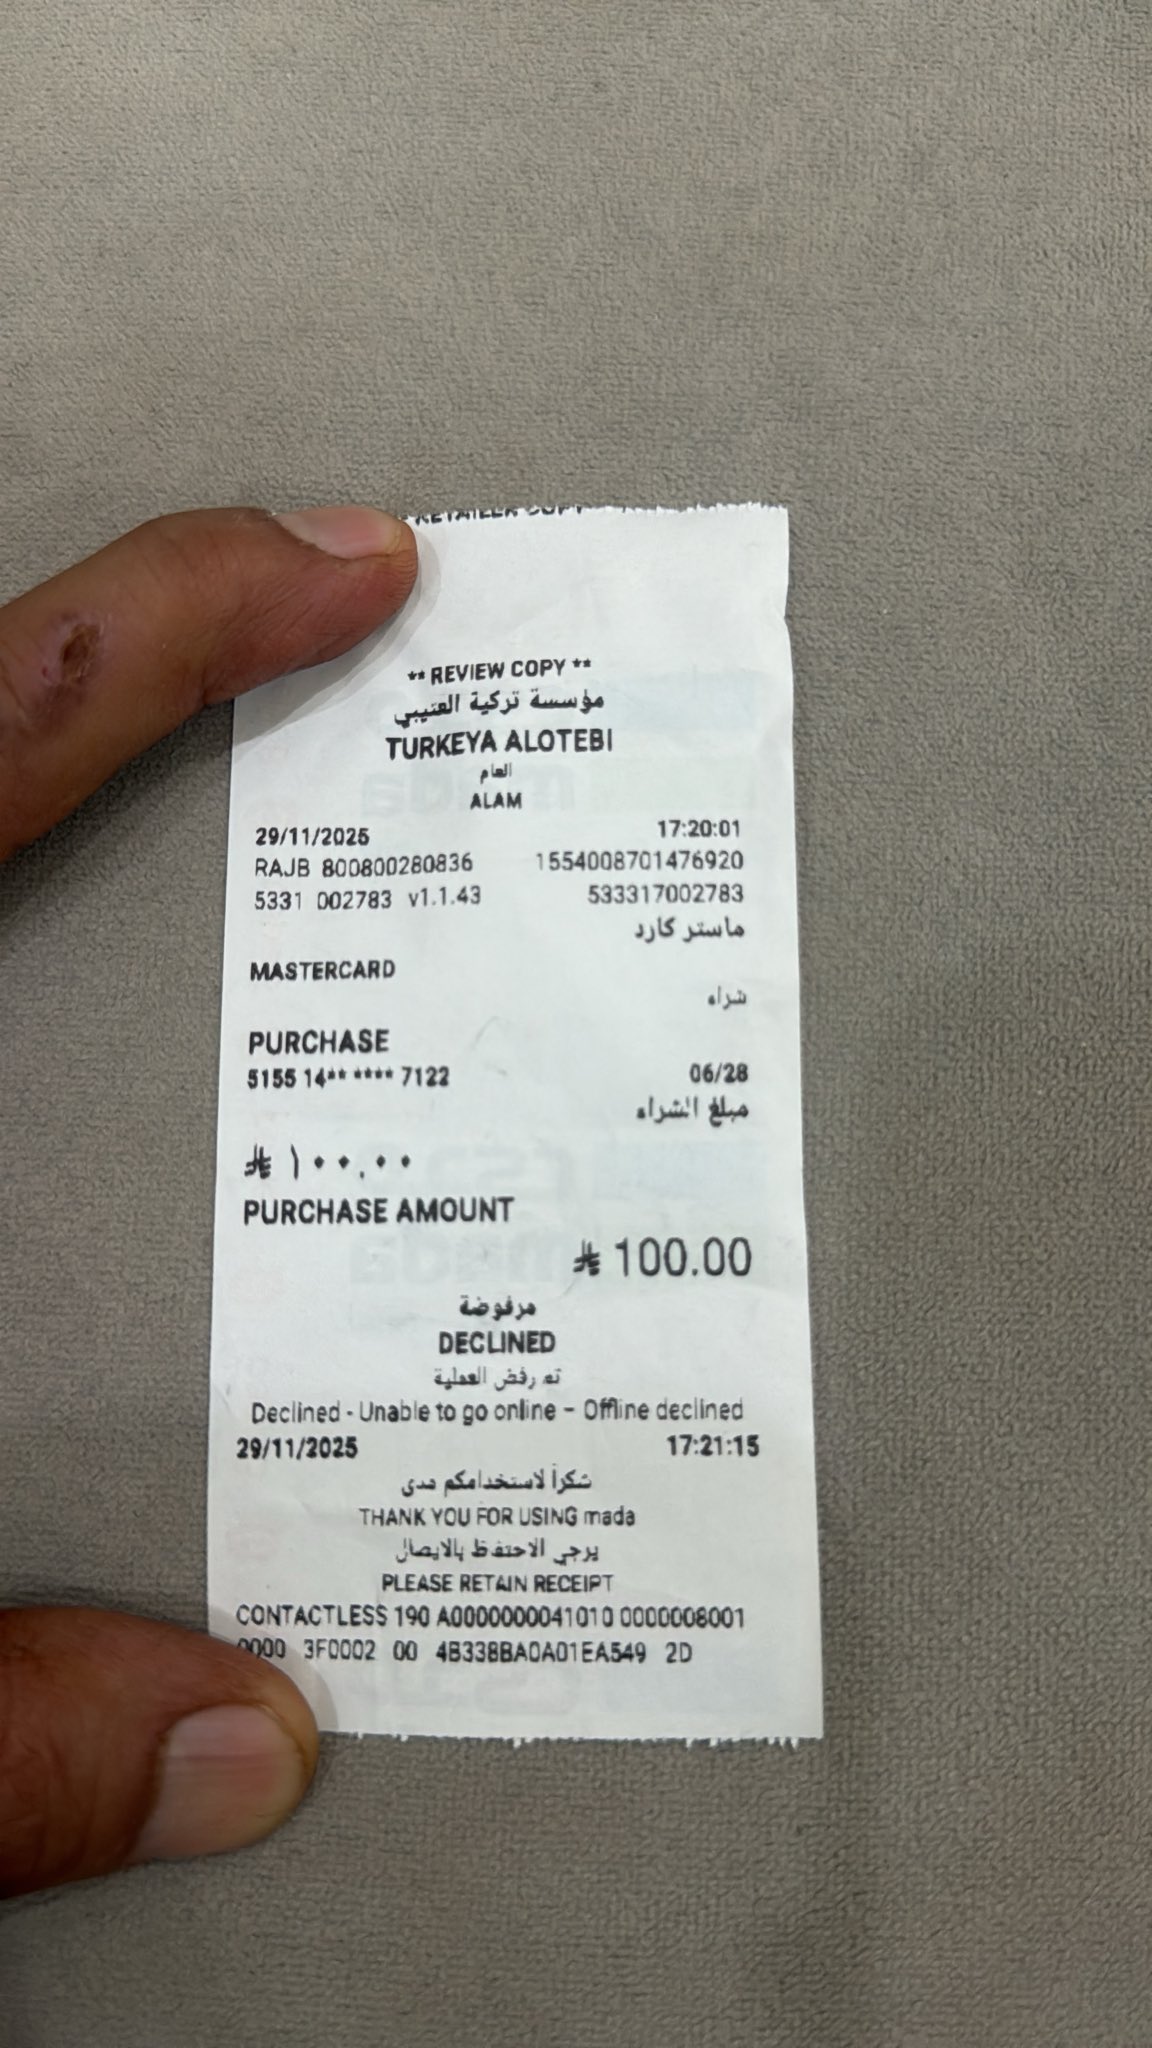 RETAILER COPY
** REVIEW COPY **
مؤسسة تركية العتيبي
TURKEYA ALOTEBI
العام
ALAM
29/11/2025 17:20:01
RAJB 800800280836 1554008701476920
5331 002783 v1.1.43 533317002783
ماستر كارد
MASTERCARD
شراء
PURCHASE
5155 14** **** 7122 06/28
مبلغ الشراء
⃁ ١٠٠.٠٠
PURCHASE AMOUNT
⃁ 100.00
مرفوضة
DECLINED
تم رفض العملية
Declined - Unable to go online – Offline declined
29/11/2025 17:21:15
شكراً لاستخدامكم مدى
THANK YOU FOR USING mada
يرجي الاحتفظ بالايصال
PLEASE RETAIN RECEIPT
CONTACTLESS 190 A0000000041010 0000008001
0000 3F0002 00 4B338BA0A01EA549 2D